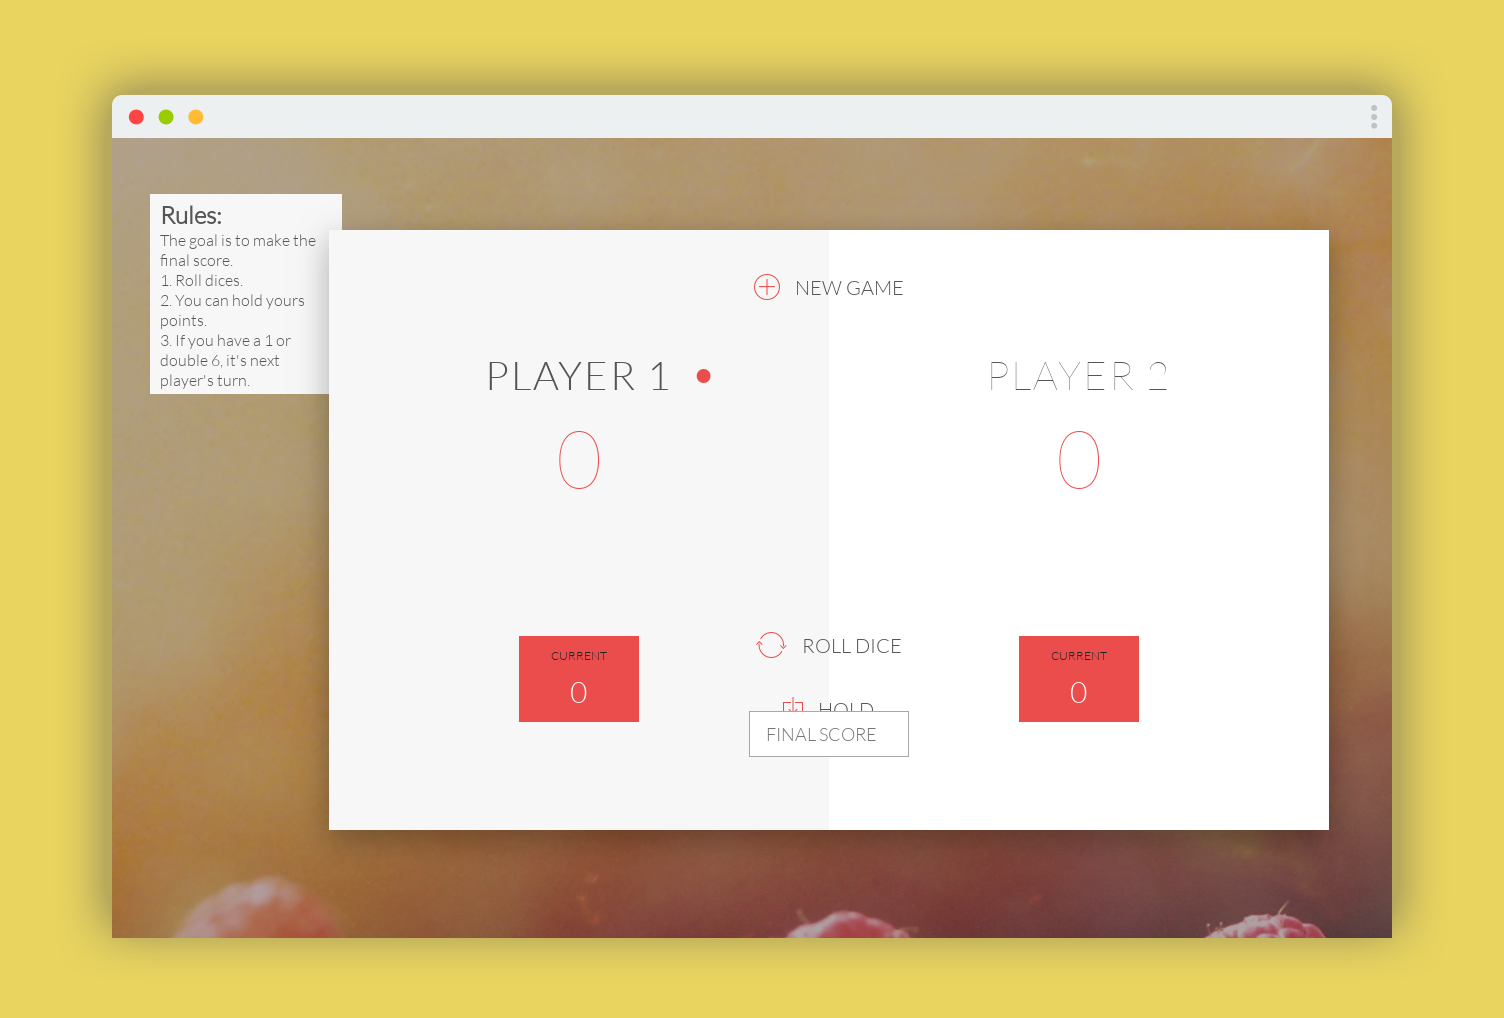 Rules:
The goal is to make the
final score.
1. Roll dices.
2. You can hold yours
points.
3. If you have a 1 or
double 6, it's next
player's turn.
NEW GAME
PLAYER 1
PLAYER 2
0
0
ROLL DICE
CURRENT
0
CURRENT
0
HOLD
FINAL SCORE